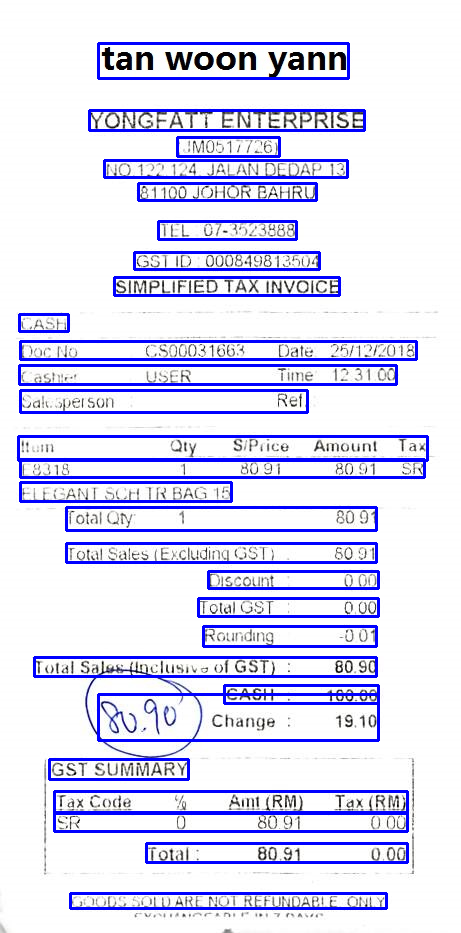 tan woon yann
YONGFATT ENTERPRISE
(JM0517726)
NO 122 124, JALAN DEDAP 13
81100 JOHOR BAHRU
TEL : 07-3523888
GST ID : 000849813504
SIMPLIFIED TAX INVOICE
CASH
Doc No CS00031663 Date 25/12/2018
Cashier USER Time 12:31:00
Salesperson : Ref.
Item Qty S/Price Amount Tax
E8318 1 80.91 80.91 SR
ELEGANT SCH TR BAG 15
Total Qty: 1 80.91
Total Sales (Excluding GST) : 80.91
Discount : 0.00
Total GST : 0.00
Rounding -0.01
Total Sales (Inclusive of GST) : 80.90
CASH : 100.00
80.90 Change : 19.10
GST SUMMARY
Tax Code % Amt (RM) Tax (RM)
SR 0 80.91 0.00
Total : 80.91 0.00
GOODS SOLD ARE NOT REFUNDABLE, ONLY
EXCHANGEABLE IN 7 DAYS